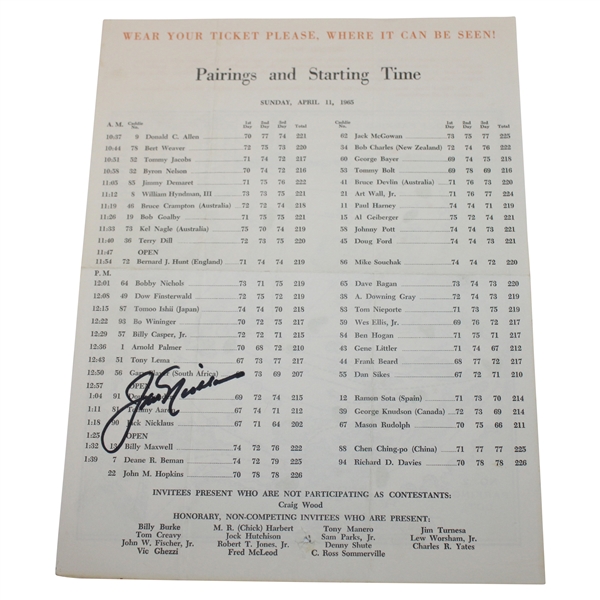 WEAR YOUR TICKET PLEASE, WHERE IT CAN BE SEEN!
Pairings and Starting Time
SUNDAY, APRIL 11, 1965
A. M. Caddie No. 1st Day 2nd Day 3rd Day Total Caddie No. 1st Day 2nd Day 3rd Day Total
10:37 9 Donald C. Allen 70 77 74 221 62 Jack McGowan 73 75 77 225
10:44 78 Bert Weaver 72 75 73 220 34 Bob Charles (New Zealand) 72 74 76 222
10:51 52 Tommy Jacobs 71 74 72 217 60 George Bayer 69 74 75 218
10:58 32 Byron Nelson 70 74 72 216 53 Tommy Bolt 69 78 69 216
11:05 85 Jimmy Demaret 71 75 76 222 41 Bruce Devlin (Australia) 71 76 73 220
11:12 8 William Hyndman, III 73 73 75 221 21 Art Wall, Jr. 71 76 77 224
11:19 40 Bruce Crampton (Australia) 72 72 74 218 11 Paul Harney 74 74 71 219
11:26 19 Bob Goalby 71 75 75 221 15 Al Geiberger 75 72 74 221
11:33 73 Kel Nagle (Australia) 75 70 74 219 58 Johnny Pott 74 74 73 221
11:40 36 Terry Dill 72 73 75 220 45 Doug Ford 74 74 73 221
11:47 OPEN
11:54 72 Bernard J. Hunt (England) 71 74 74 219 86 Mike Souchak 74 74 72 220
P. M.
12:01 64 Bobby Nichols 73 71 75 219 65 Dave Ragan 73 74 73 220
12:08 49 Dow Finsterwald 72 75 72 219 38 A. Downing Gray 72 74 73 219
12:15 87 Tomoo Ishii (Japan) 74 74 70 218 83 Tom Nieporte 71 73 74 218
12:22 93 Bo Wininger 70 72 75 217 59 Wes Ellis, Jr. 69 76 72 217
12:29 57 Billy Casper, Jr. 72 72 71 215 84 Ben Hogan 71 75 71 217
12:36 1 Arnold Palmer 70 68 72 210 43 Gene Littler 71 74 67 212
12:43 51 Tony Lema 67 73 77 217 44 Frank Beard 68 77 72 217
12:50 56 Gary Player (South Africa) 73 69 207 55 Dan Sikes 67 72 71 210
12:57 OPEN
1:04 91 69 72 74 215 12 Ramon Sota (Spain) 71 73 70 214
1:11 81 Tommy Aaron 67 74 71 212 39 George Knudson (Canada) 72 73 69 214
1:18 90 Jack Nicklaus 67 71 64 202 67 Mason Rudolph 70 75 66 211
1:25 OPEN
1:32 13 Billy Maxwell 74 72 76 222 88 Chen Ching-po (China) 71 77 77 225
1:39 7 Deane R. Beman 74 72 79 225 94 Richard D. Davies 70 78 78 226
22 John M. Hopkins 70 78 78 226
Jack Nicklaus
INVITEES PRESENT WHO ARE NOT PARTICIPATING AS CONTESTANTS:
Craig Wood
HONORARY, NON-COMPETING INVITEES WHO ARE PRESENT:
Billy Burke M. R. (Chick) Harbert Tony Manero Jim Turnesa
Tom Creavy Jock Hutchison Sam Parks, Jr. Lew Worsham, Jr.
John W. Fischer, Jr. Robert T. Jones, Jr. Denny Shute Charles R. Yates
Vic Ghezzi Fred McLeod C. Ross Sommerville